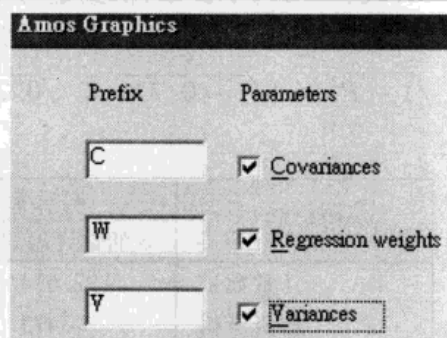 Amos Graphics
Prefix Parameters
C Covariances
W Regression weights
V Variances